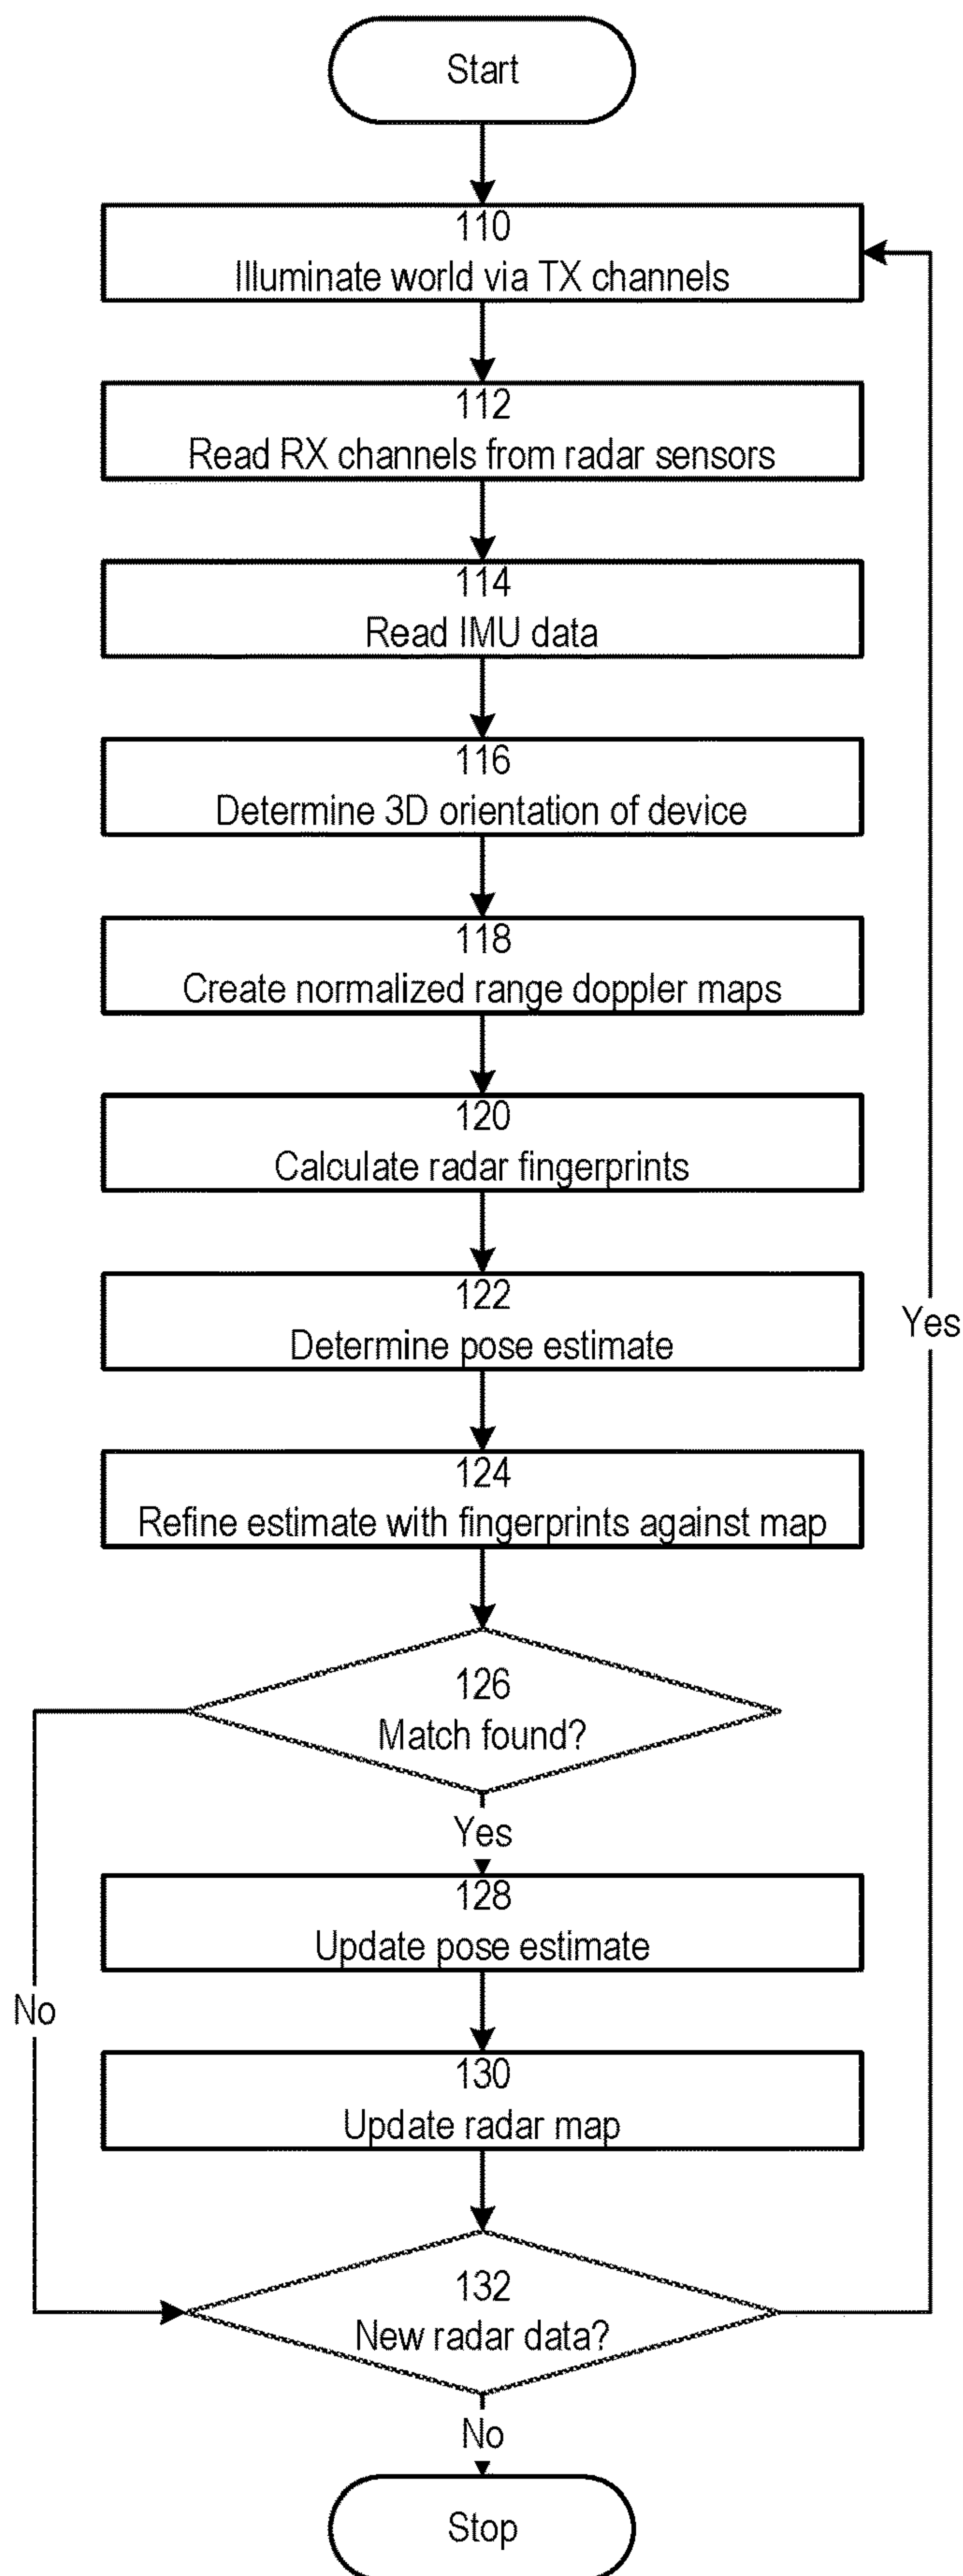 Start
110
Illuminate world via TX channels
112
Read RX channels from radar sensors
114
Read IMU data
116
Determine 3D orientation of device
118
Create normalized range doppler maps
120
Calculate radar fingerprints
122
Determine pose estimate
Yes
124
Refine estimate with fingerprints against map
126
Match found?
Yes
128
Update pose estimate
No
130
Update radar map
132
New radar data?
No
Stop